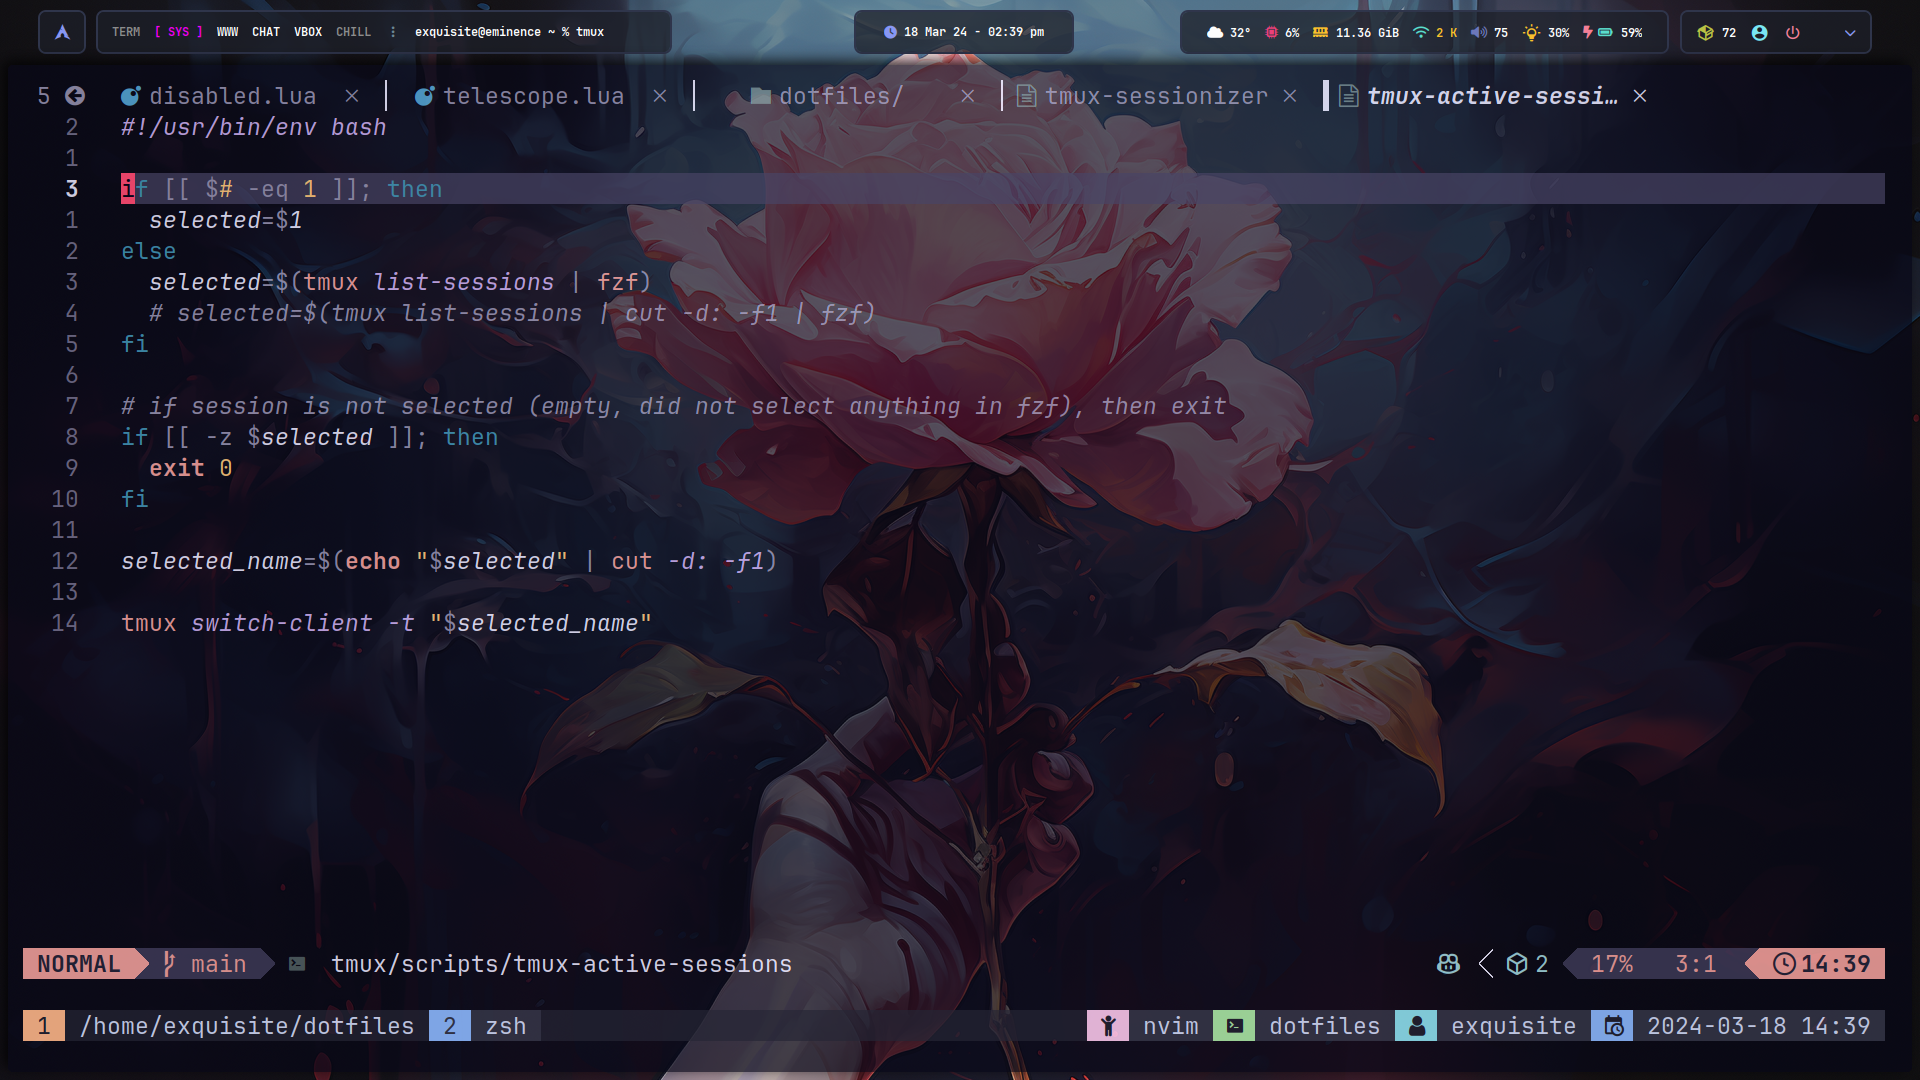 TERM [ SYS ] WWW CHAT VBOX CHILL exquisite@eminence ~ % tmux 18 Mar 24 - 02:39 pm 32° 6% 11.36 GiB 2 K 75 30% 59% 72
5 disabled.lua telescope.lua dotfiles/ tmux-sessionizer tmux-active-sessi…
2 #!/usr/bin/env bash
1
3 if [[ $# -eq 1 ]]; then
1 selected=$1
2 else
3 selected=$(tmux list-sessions | fzf)
4 # selected=$(tmux list-sessions | cut -d: -f1 | fzf)
5 fi
6
7 # if session is not selected (empty, did not select anything in fzf), then exit
8 if [[ -z $selected ]]; then
9 exit 0
10 fi
11
12 selected_name=$(echo "$selected" | cut -d: -f1)
13
14 tmux switch-client -t "$selected_name"
NORMAL main tmux/scripts/tmux-active-sessions 2 17% 3:1 14:39
1 /home/exquisite/dotfiles 2 zsh nvim dotfiles exquisite 2024-03-18 14:39